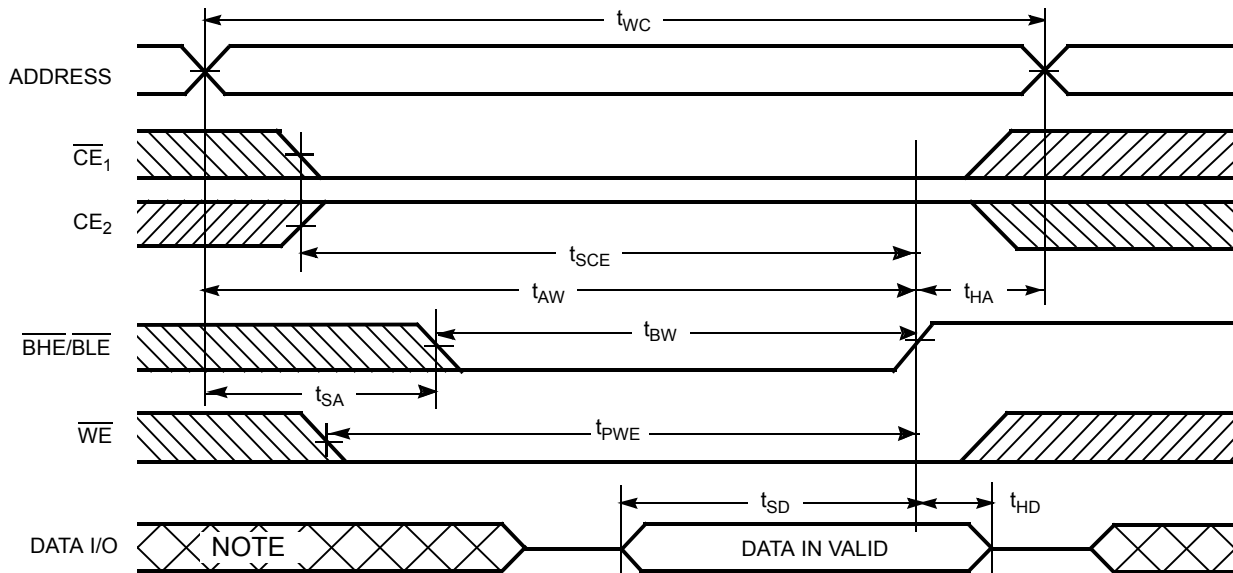 tWC
ADDRESS
CE1
CE2
tSCE
tAW
tHA
BHE/BLE
tBW
tSA
WE
tPWE
tSD
tHD
DATA I/O
NOTE
DATA IN VALID